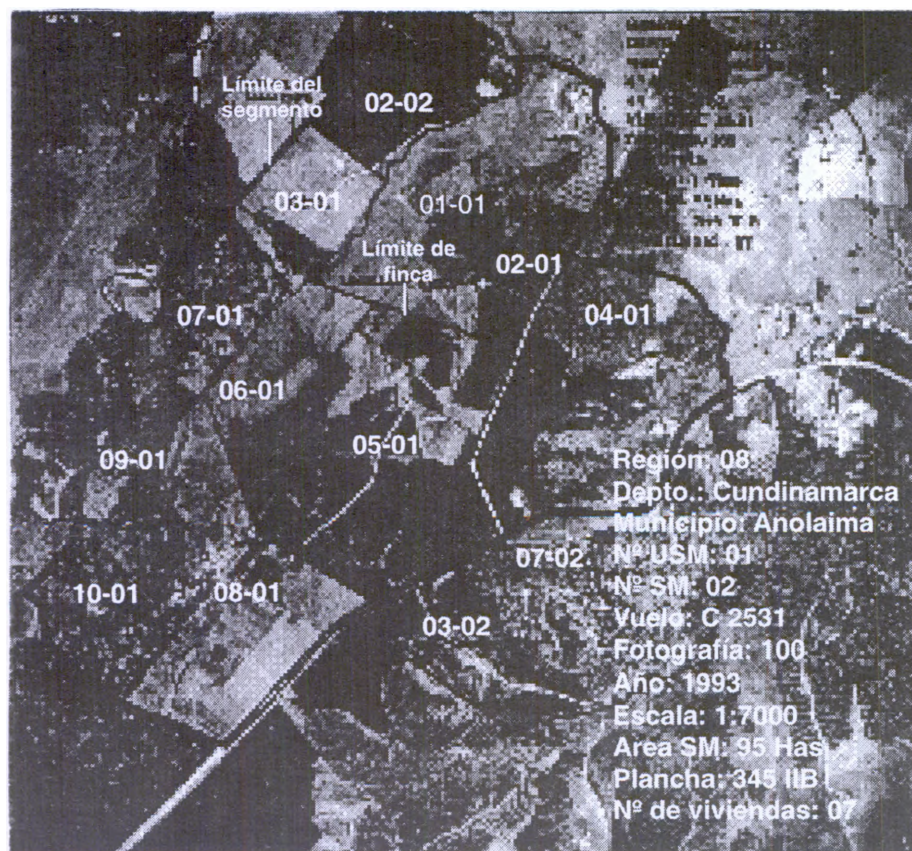 Límite del
segmento
02-02
03-01
01-01
Límite de
finca
02-01
07-01
04-01
06-01
05-01
09-01
10-01
08-01
07-02
03-02
Región: 08
Depto.: Cundinamarca
Municipio: Anolaima
Nº USM: 01
Nº SM: 02
Vuelo: C 2531
Fotografía: 100
Año: 1993
Escala: 1:7000
Area SM: 95 Has
Plancha: 345 IIB
Nº de viviendas: 07